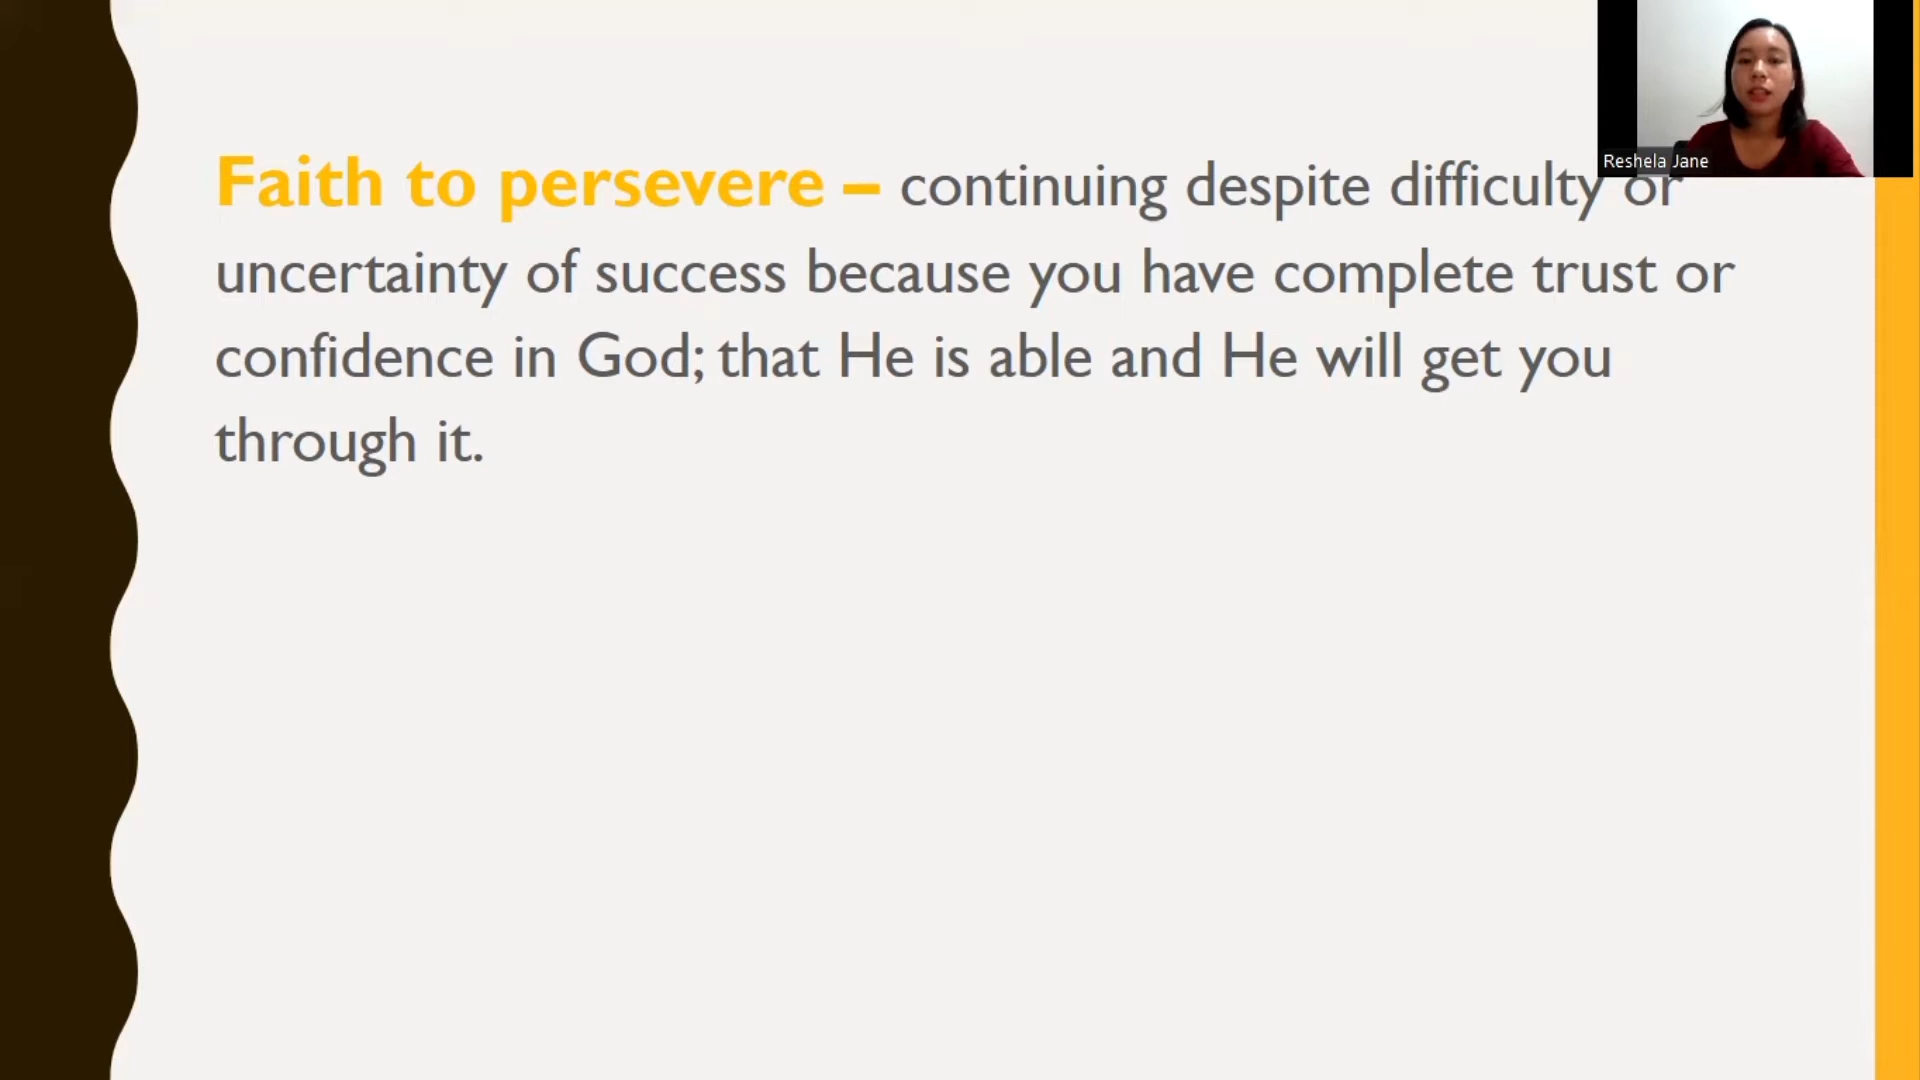 Faith to persevere – continuing despite difficulty or
uncertainty of success because you have complete trust or
confidence in God; that He is able and He will get you
through it.
Reshela Jane